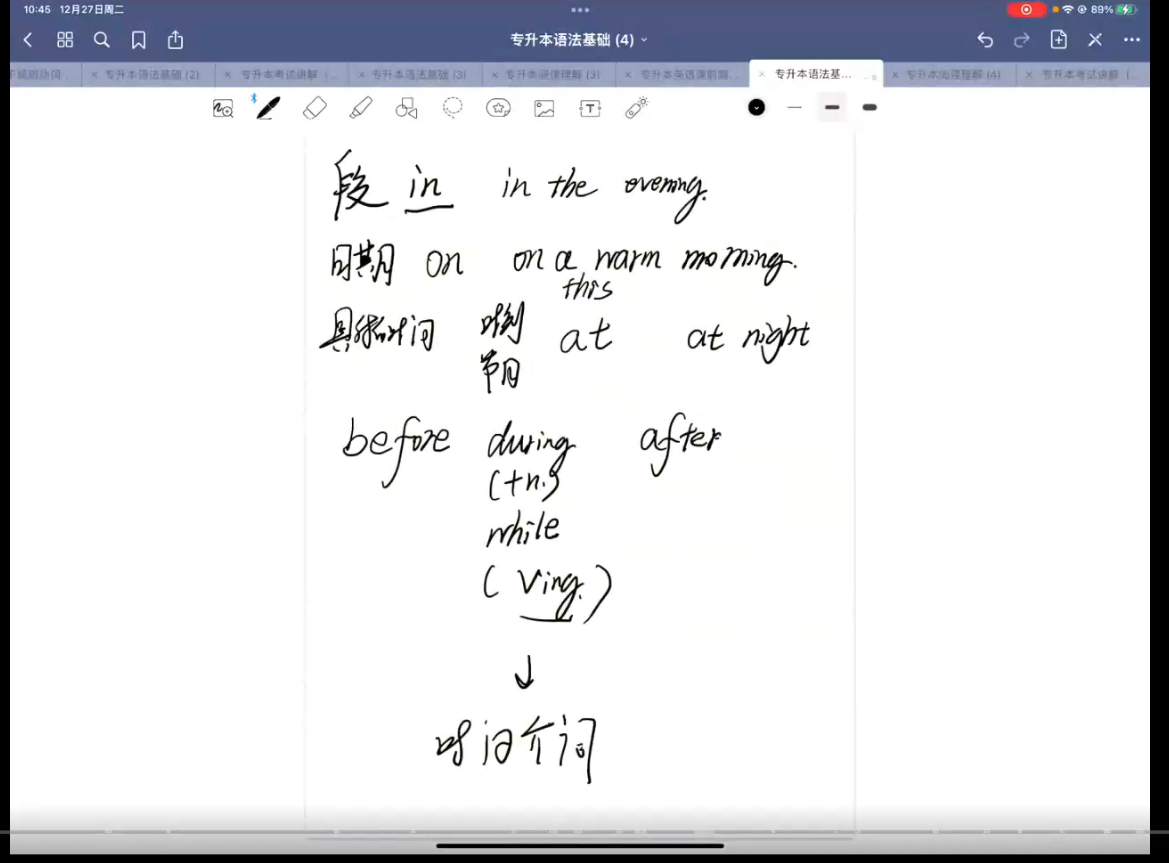 10:45 12月27日周二
89%
专升本语法基础 (4)
专升本语法基础 (2) 专升本考试讲解 (... 专升本语法基础 (3) 专升本阅读理解 (3) 专升本英语课前篇... 专升本语法基... 专升本阅读理解 (4) 专升本考试讲解 (...
段 in in the evening.
日期 on on a warm morning.
this
具体时间 时刻 at at night
节日
before during after
(+n.)
while
(Ving.)
↓
时间介词